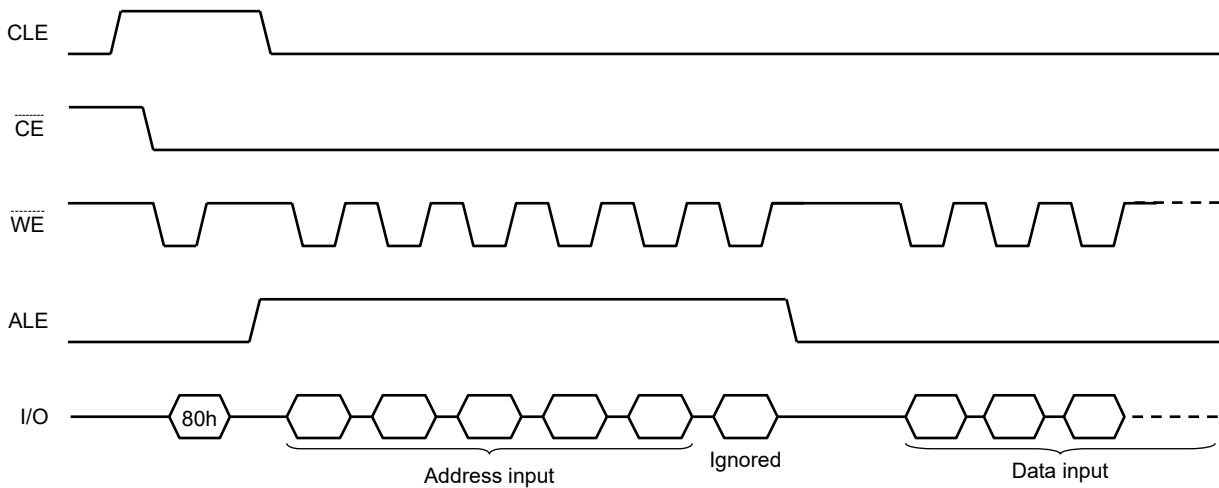 CLE
CE
WE
ALE
I/O
80h
Address input
Ignored
Data input